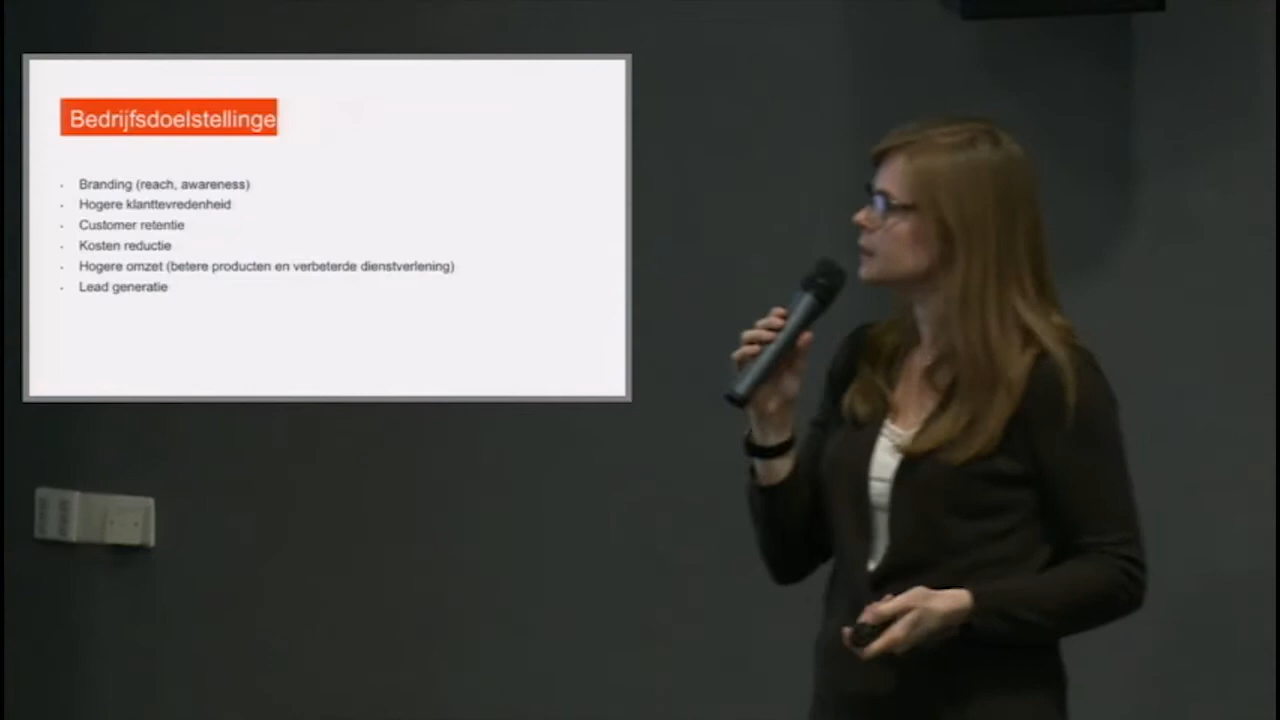 Bedrijfsdoelstellinge
Branding (reach, awareness)
Hogere klanttevredenheid
Customer retentie
Kosten reductie
Hogere omzet (betere producten en verbeterde dienstverlening)
Lead generatie